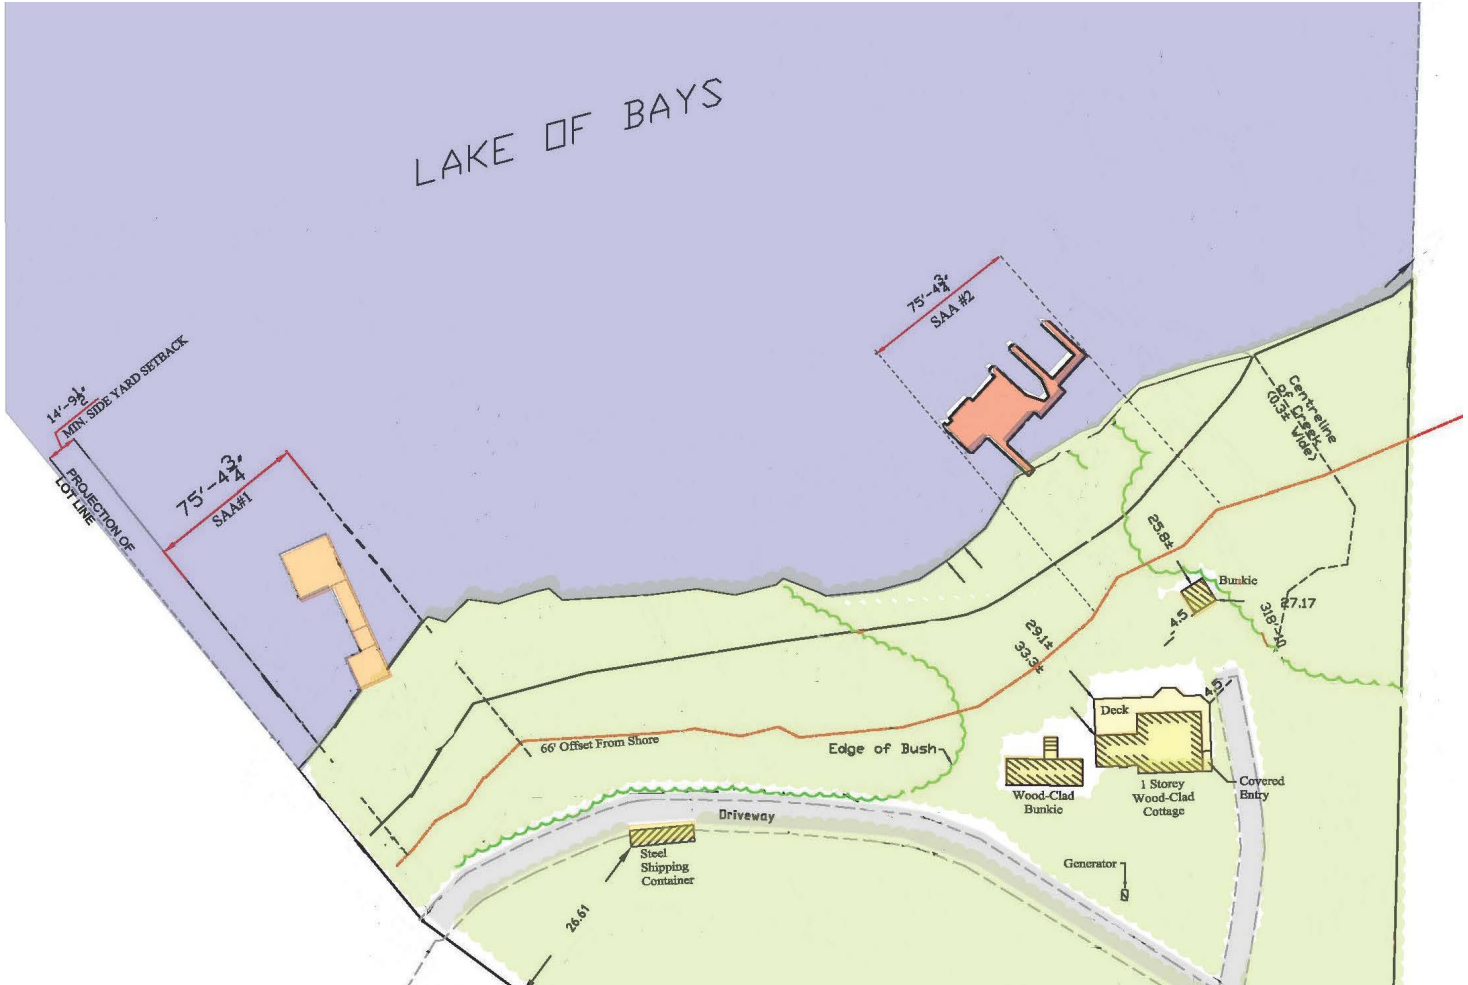 LAKE OF BAYS
14'-9½"
MIN. SIDE YARD SETBACK
PROJECTION OF
LOT LINE
75'-4¾"
SAA#1
75'-4¾"
SAA #2
Centreline
of Creek
(0.3± Wide)
25.8±
Bunkie
27.17
4.5
318'-10
29.1±
33.3±
4.5
Deck
66' Offset From Shore
Edge of Bush
Wood-Clad
Bunkie
1 Storey
Wood-Clad
Cottage
Covered
Entry
Driveway
Steel
Shipping
Container
Generator
26.61